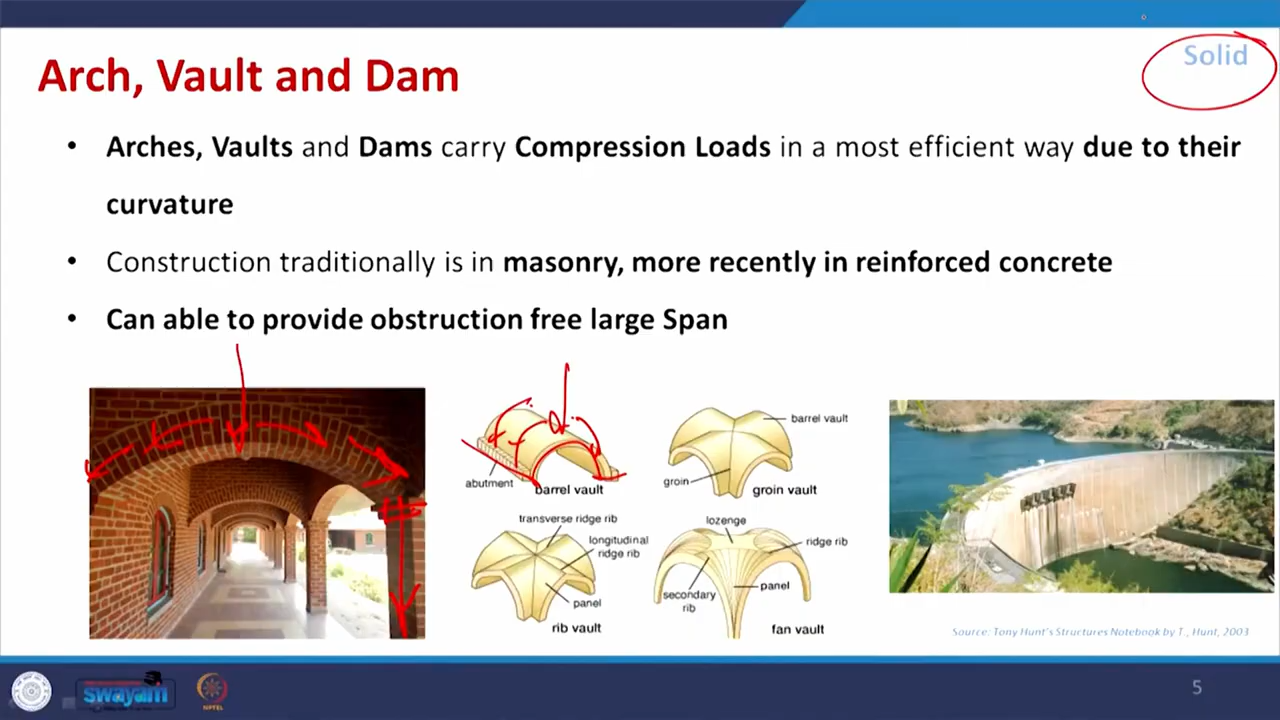 Solid
Arch, Vault and Dam
• Arches, Vaults and Dams carry Compression Loads in a most efficient way due to their
curvature
• Construction traditionally is in masonry, more recently in reinforced concrete
• Can able to provide obstruction free large Span
abutment
barrel vault
barrel vault
groin
groin vault
transverse ridge rib
longitudinal
ridge rib
panel
rib vault
lozenge
ridge rib
secondary
rib
panel
fan vault
Source: Tony Hunt's Structures Notebook by T., Hunt, 2003
swayam
NPTEL
5